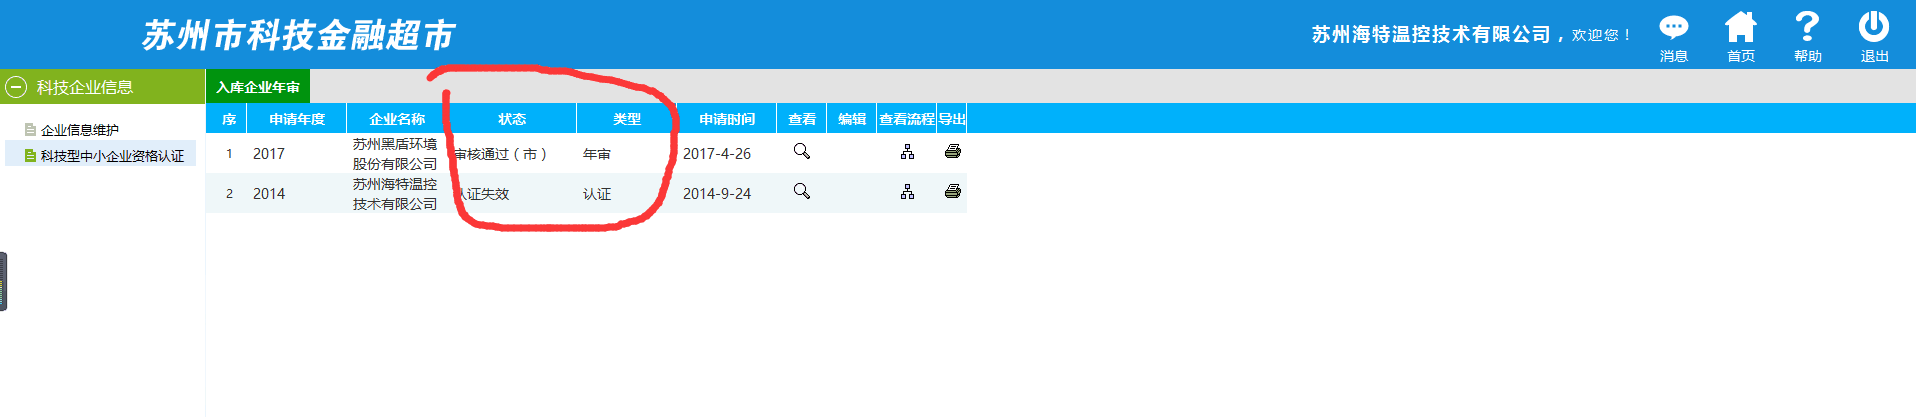 苏州市科技金融超市
苏州海特温控技术有限公司，欢迎您！
消息 首页 帮助 退出
科技企业信息
企业信息维护
科技型中小企业资格认证
入库企业年审
序 申请年度 企业名称 状态 类型 申请时间 查看 编辑 查看流程 导出
1 2017 苏州黑盾环境 审核通过（市） 年审 2017-4-26
股份有限公司
2 2014 苏州海特温控 认证失效 认证 2014-9-24
技术有限公司